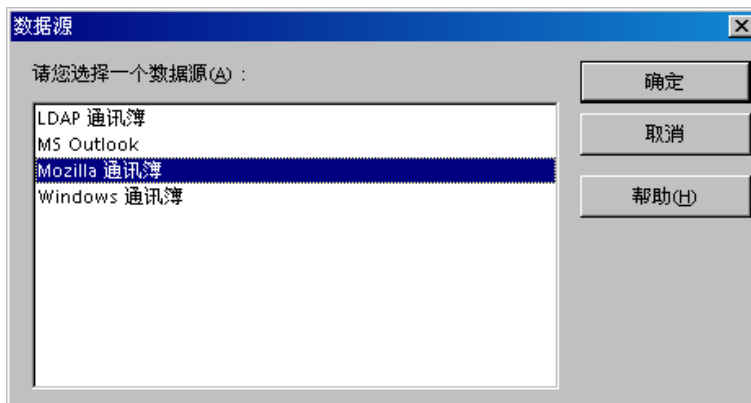 数据源
请您选择一个数据源(A)：
LDAP 通讯簿
MS Outlook
Mozilla 通讯簿
Windows 通讯簿
确定
取消
帮助(H)